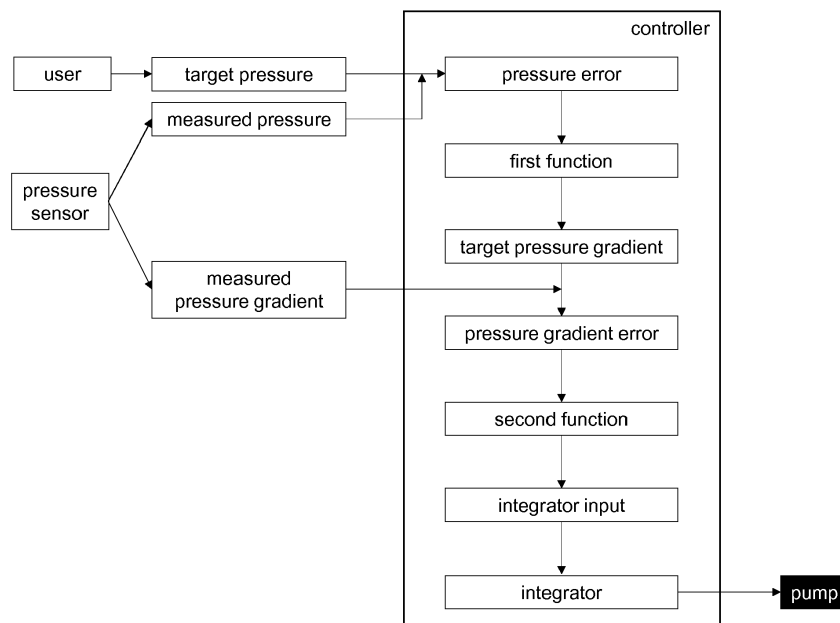 controller
user
target pressure
pressure error
measured pressure
first function
pressure
sensor
target pressure gradient
measured
pressure gradient
pressure gradient error
second function
integrator input
integrator
pump